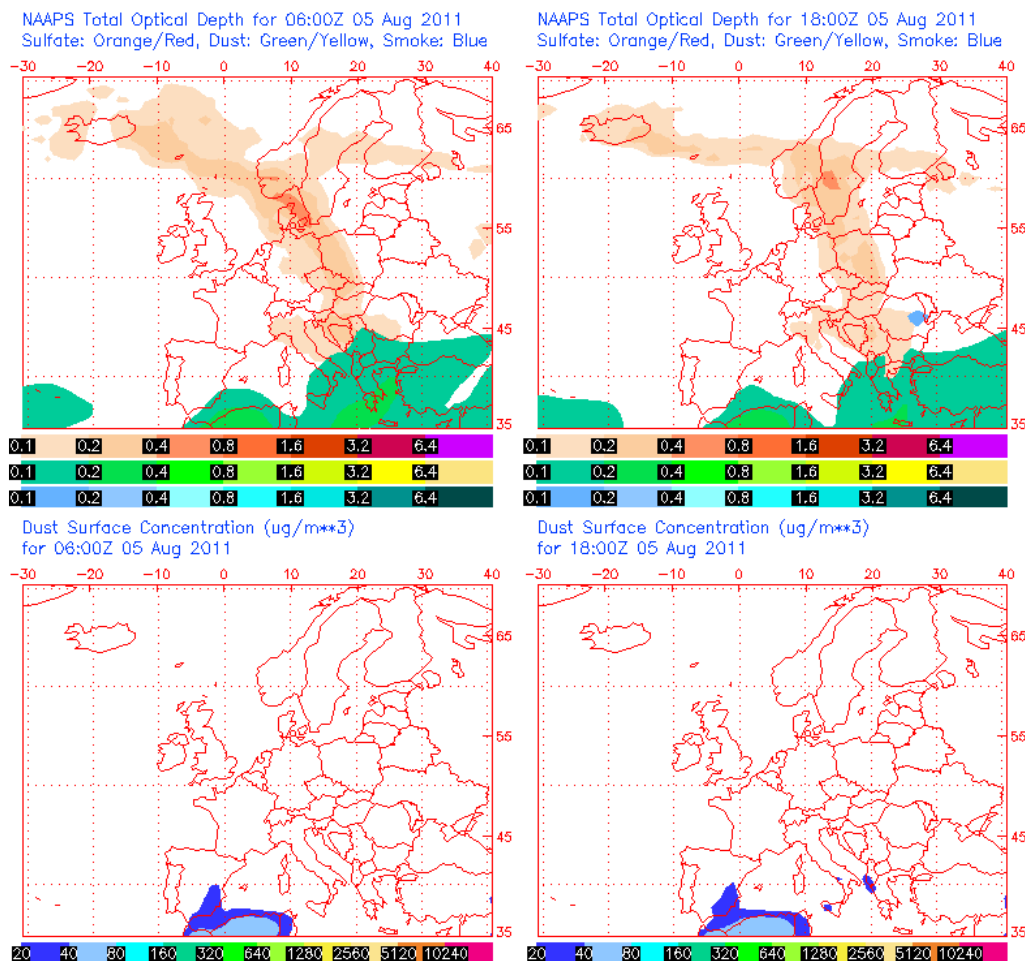 NAAPS Total Optical Depth for 06:00Z 05 Aug 2011
Sulfate: Orange/Red, Dust: Green/Yellow, Smoke: Blue
-30 -20 -10 0 10 20 30 40
65
55
45
35
0.1 0.2 0.4 0.8 1.6 3.2 6.4
0.1 0.2 0.4 0.8 1.6 3.2 6.4
0.1 0.2 0.4 0.8 1.6 3.2 6.4
NAAPS Total Optical Depth for 18:00Z 05 Aug 2011
Sulfate: Orange/Red, Dust: Green/Yellow, Smoke: Blue
-30 -20 -10 0 10 20 30 40
65
55
45
35
0.1 0.2 0.4 0.8 1.6 3.2 6.4
0.1 0.2 0.4 0.8 1.6 3.2 6.4
0.1 0.2 0.4 0.8 1.6 3.2 6.4
Dust Surface Concentration (ug/m**3)
for 06:00Z 05 Aug 2011
-30 -20 -10 0 10 20 30 40
65
55
45
35
20 40 80 160 320 640 1280 2560 5120 10240
Dust Surface Concentration (ug/m**3)
for 18:00Z 05 Aug 2011
-30 -20 -10 0 10 20 30 40
65
55
45
35
20 40 80 160 320 640 1280 2560 5120 10240